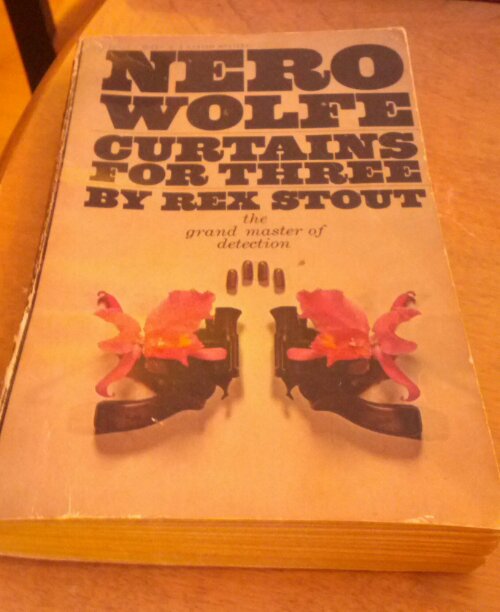 NERO
WOLFE
CURTAINS
FOR THREE
BY REX STOUT
the
grand master of
detection